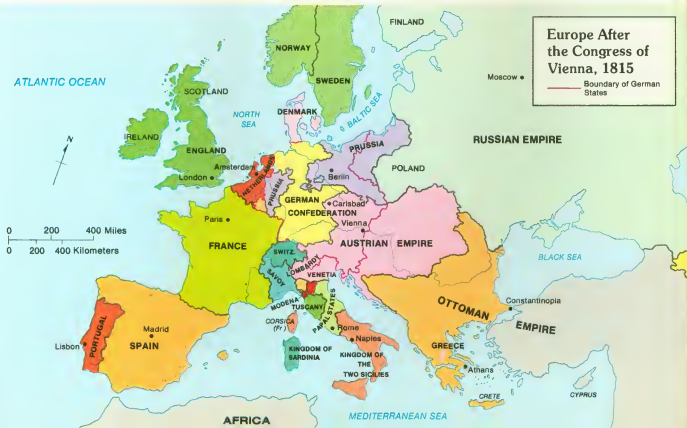 FINLAND
Europe After
the Congress of
Vienna, 1815
Boundary of German
States
NORWAY
SWEDEN
Moscow
ATLANTIC OCEAN
SCOTLAND
NORTH
SEA
DENMARK
BALTIC SEA
IRELAND
ENGLAND
PRUSSIA
RUSSIAN EMPIRE
N
Amsterdam
London
NETHERLANDS
PRUSSIA
Berlin
POLAND
GERMAN
CONFEDERATION
Carlsbad
Paris
Vienna
0 200 400 Miles
0 200 400 Kilometers
FRANCE
AUSTRIAN EMPIRE
SWITZ.
LOMBARDY
VENETIA
SAVOY
BLACK SEA
MODENA
TUSCANY
PAPAL STATES
OTTOMAN
EMPIRE
Constantinopla
CORSICA
(Fr.)
Rome
Naples
PORTUGAL
Madrid
SPAIN
Lisbon
KINGDOM OF
SARDINIA
KINGDOM OF
THE
TWO SICILIES
GREECE
Athans
CRETE
CYPRUS
AFRICA
MEDITERRANEAN SEA